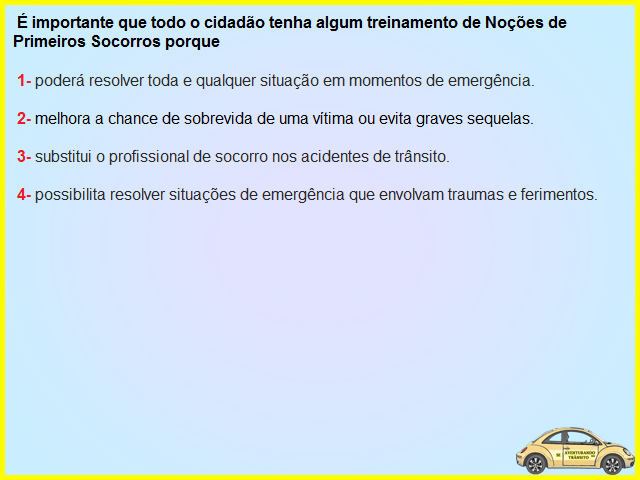 É importante que todo o cidadão tenha algum treinamento de Noções de
Primeiros Socorros porque
1- poderá resolver toda e qualquer situação em momentos de emergência.
2- melhora a chance de sobrevida de uma vítima ou evita graves sequelas.
3- substitui o profissional de socorro nos acidentes de trânsito.
4- possibilita resolver situações de emergência que envolvam traumas e ferimentos.
AVENTURANDO
TRÂNSITO